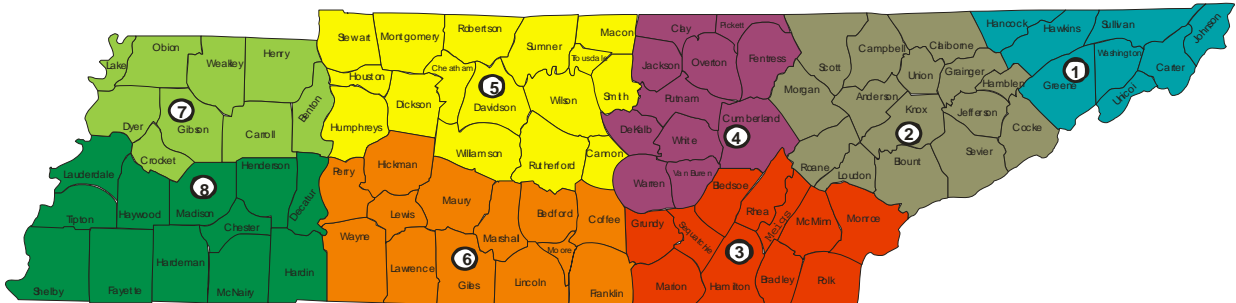 Lake
Obion
Weakley
Henry
Dyer
Gibson
Carroll
Benton
Crocket
7
Lauderdale
Tipton
Haywood
Madison
Henderson
Decatur
Chester
Shelby
Fayette
Hardeman
McNairy
Hardin
8
Stewart
Montgomery
Robertson
Sumner
Macon
Trousdale
Houston
Cheatham
Dickson
Davidson
Wilson
Smith
Humphreys
Williamson
Rutherford
Cannon
5
Perry
Hickman
Maury
Lewis
Bedford
Coffee
Wayne
Marshall
Moore
Lawrence
Giles
Lincoln
Franklin
6
Clay
Pickett
Jackson
Overton
Fentress
Putnam
Cumberland
DeKalb
White
Warren
Van Buren
4
Bledsoe
Rhea
Meigs
McMinn
Monroe
Grundy
Sequatchie
Marion
Hamilton
Bradley
Polk
3
Scott
Campbell
Claiborne
Morgan
Anderson
Union
Grainger
Hamblen
Knox
Jefferson
Cocke
Roane
Loudon
Blount
Sevier
2
Hancock
Hawkins
Sullivan
Johnson
Washington
Carter
Greene
Unicoi
1